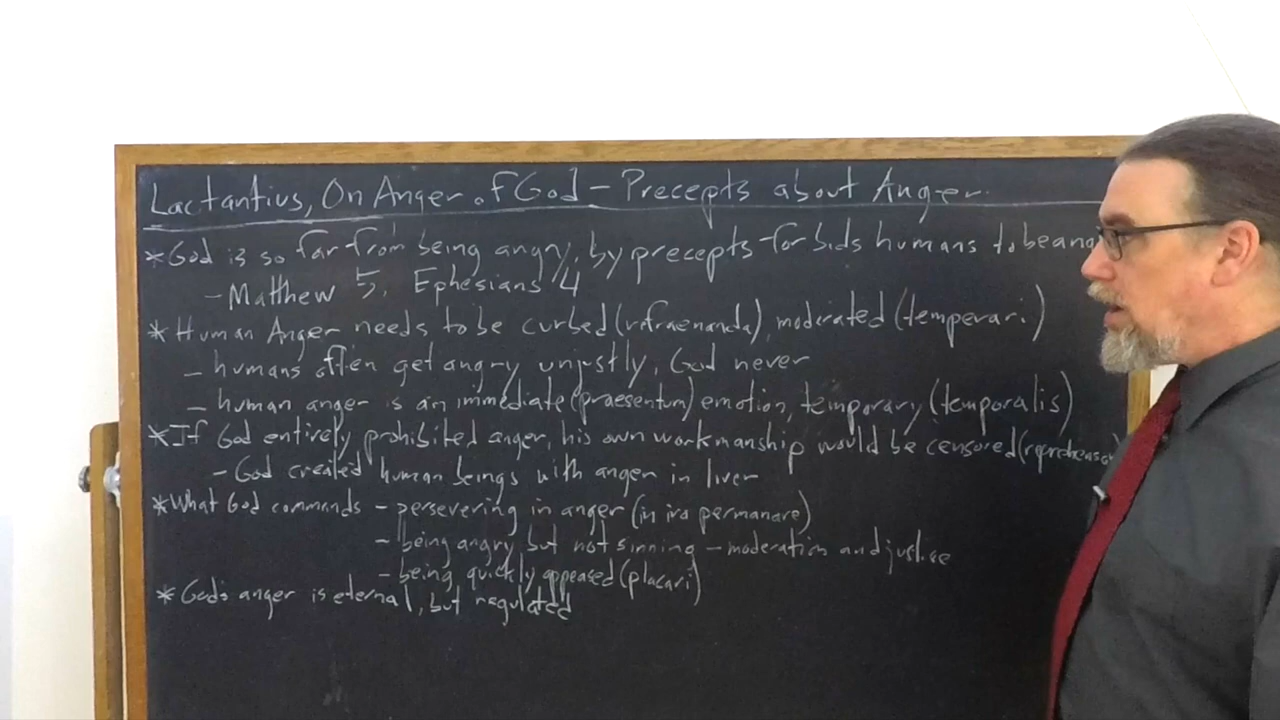 Lactantius, On Anger of God - Precepts about Anger
* God is so far from being angry, by precepts forbids humans to be ang
- Matthew 5, Ephesians 4
* Human Anger needs to be curbed (refraenanda), moderated (temperari)
- humans often get angry unjustly, God never
- human anger is an immediate (praesentum) emotion, temporary (temporalis)
* If God entirely prohibited anger, his own workmanship would be censored (reprehensor
- God created human beings with anger in liver
* What God commands - persevering in anger (in ira permanare)
- being angry but not sinning - moderation and justice
- being quickly appeased (placari)
* God's anger is eternal, but regulated